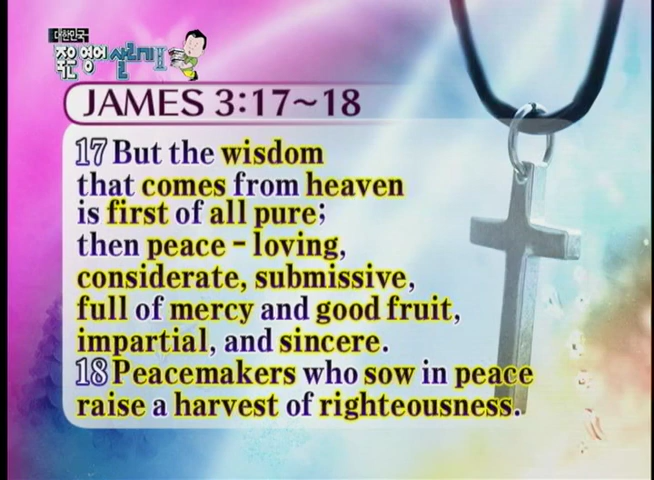 대한민국
죽은 영어 살리기 II
JAMES 3:17~18
17 But the wisdom
that comes from heaven
is first of all pure;
then peace-loving,
considerate, submissive,
full of mercy and good fruit,
impartial, and sincere.
18 Peacemakers who sow in peace
raise a harvest of righteousness.